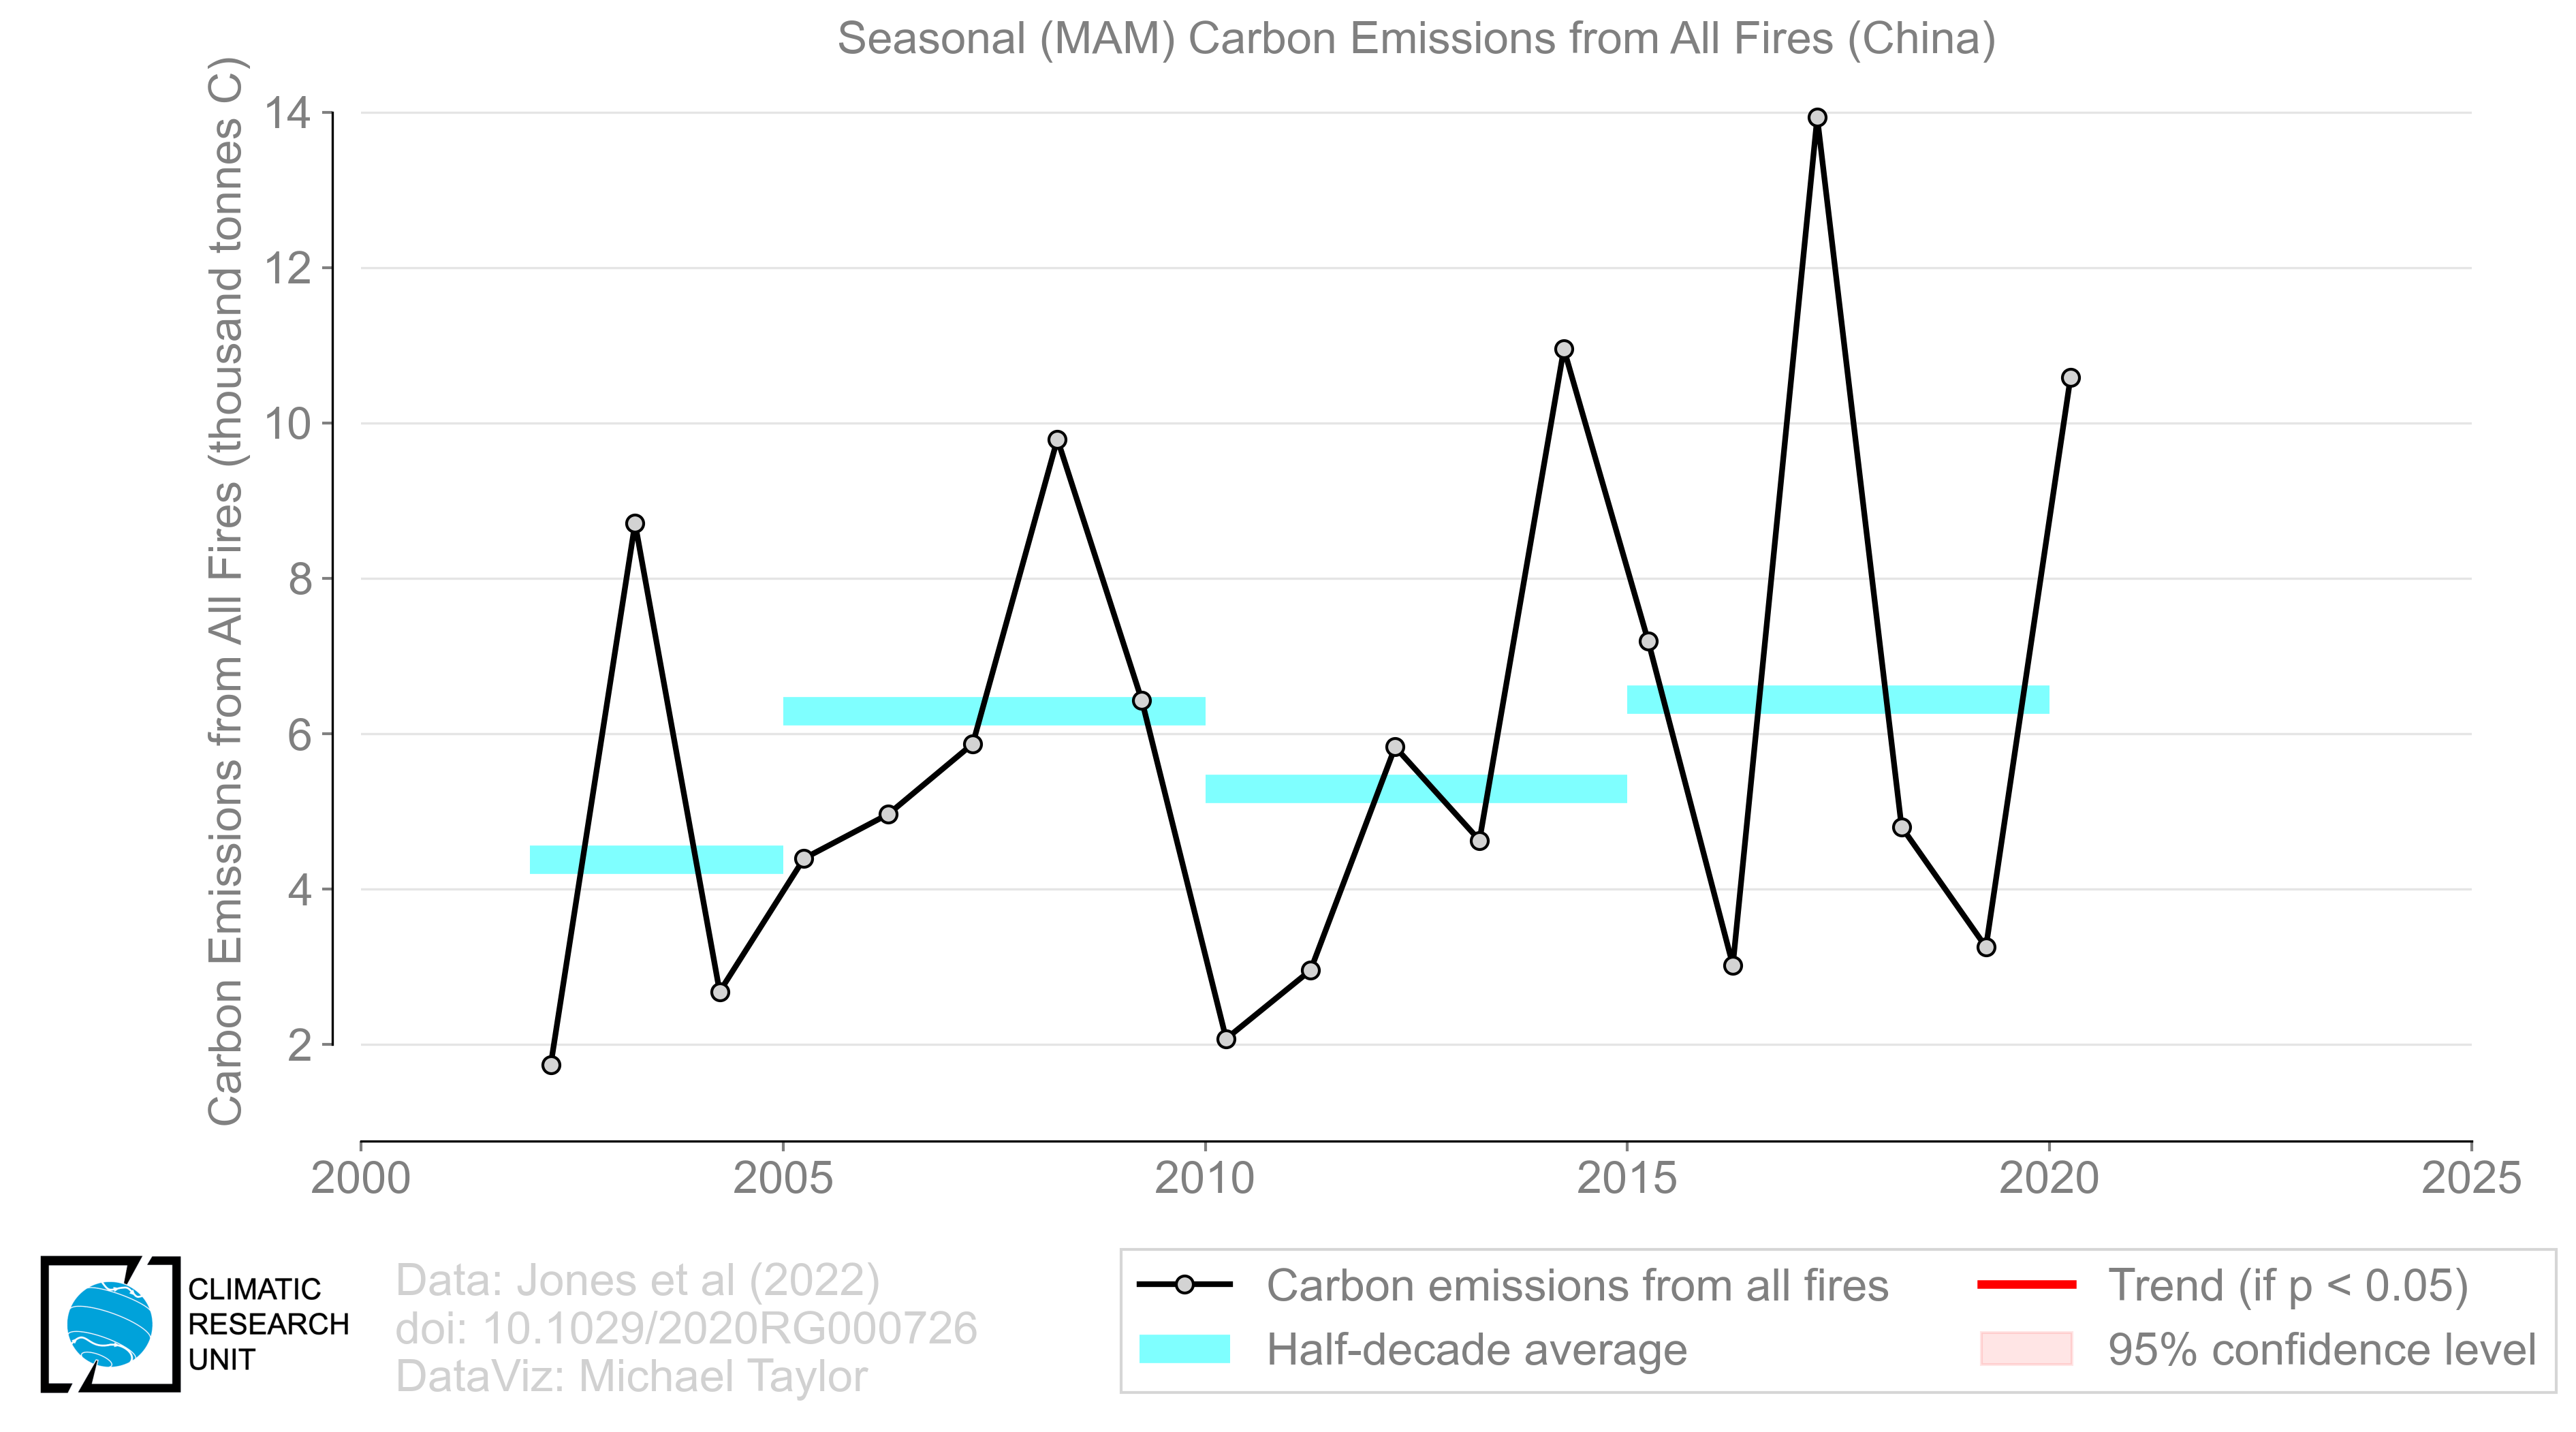 Seasonal (MAM) Carbon Emissions from All Fires (China)
Carbon Emissions from All Fires (thousand tonnes C)
14
12
10
8
6
4
2
2000
2005
2010
2015
2020
2025
CLIMATIC
RESEARCH
UNIT
Data: Jones et al (2022)
doi: 10.1029/2020RG000726
DataViz: Michael Taylor
Carbon emissions from all fires
Half-decade average
Trend (if p < 0.05)
95% confidence level